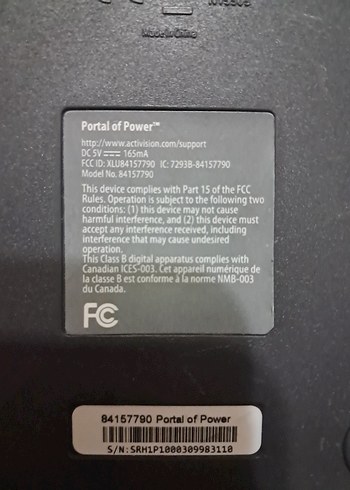 Made in China
Portal of Power™
http://www.activision.com/support
DC 5V 165mA
FCC ID: XLU84157790 IC: 7293B-84157790
Model No. 84157790
This device complies with Part 15 of the FCC
Rules. Operation is subject to the following two
conditions: (1) this device may not cause
harmful interference, and (2) this device must
accept any interference received, including
interference that may cause undesired
operation.
This Class B digital apparatus complies with
Canadian ICES-003. Cet appareil numérique de
la classe B est conforme à la norme NMB-003
du Canada.
FC
84157790 Portal of Power
S/N:SRH1P1000309983110